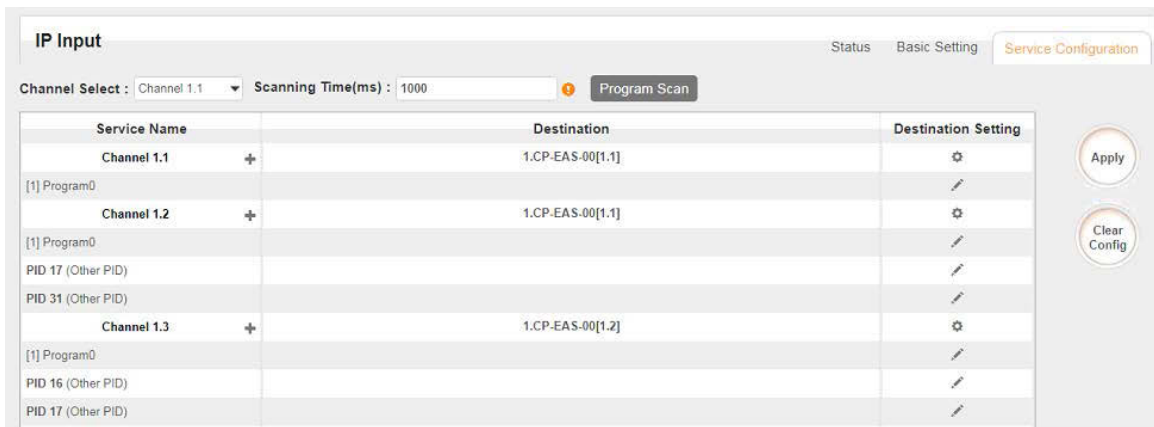 IP Input
Status Basic Setting Service Configuration
Channel Select : Channel 1.1 Scanning Time(ms) : 1000 Program Scan
Service Name Destination Destination Setting
Channel 1.1 1.CP-EAS-00[1.1]
Apply
[1] Program0
Channel 1.2 1.CP-EAS-00[1.1]
Clear
Config
[1] Program0
PID 17 (Other PID)
PID 31 (Other PID)
Channel 1.3 1.CP-EAS-00[1.2]
[1] Program0
PID 16 (Other PID)
PID 17 (Other PID)